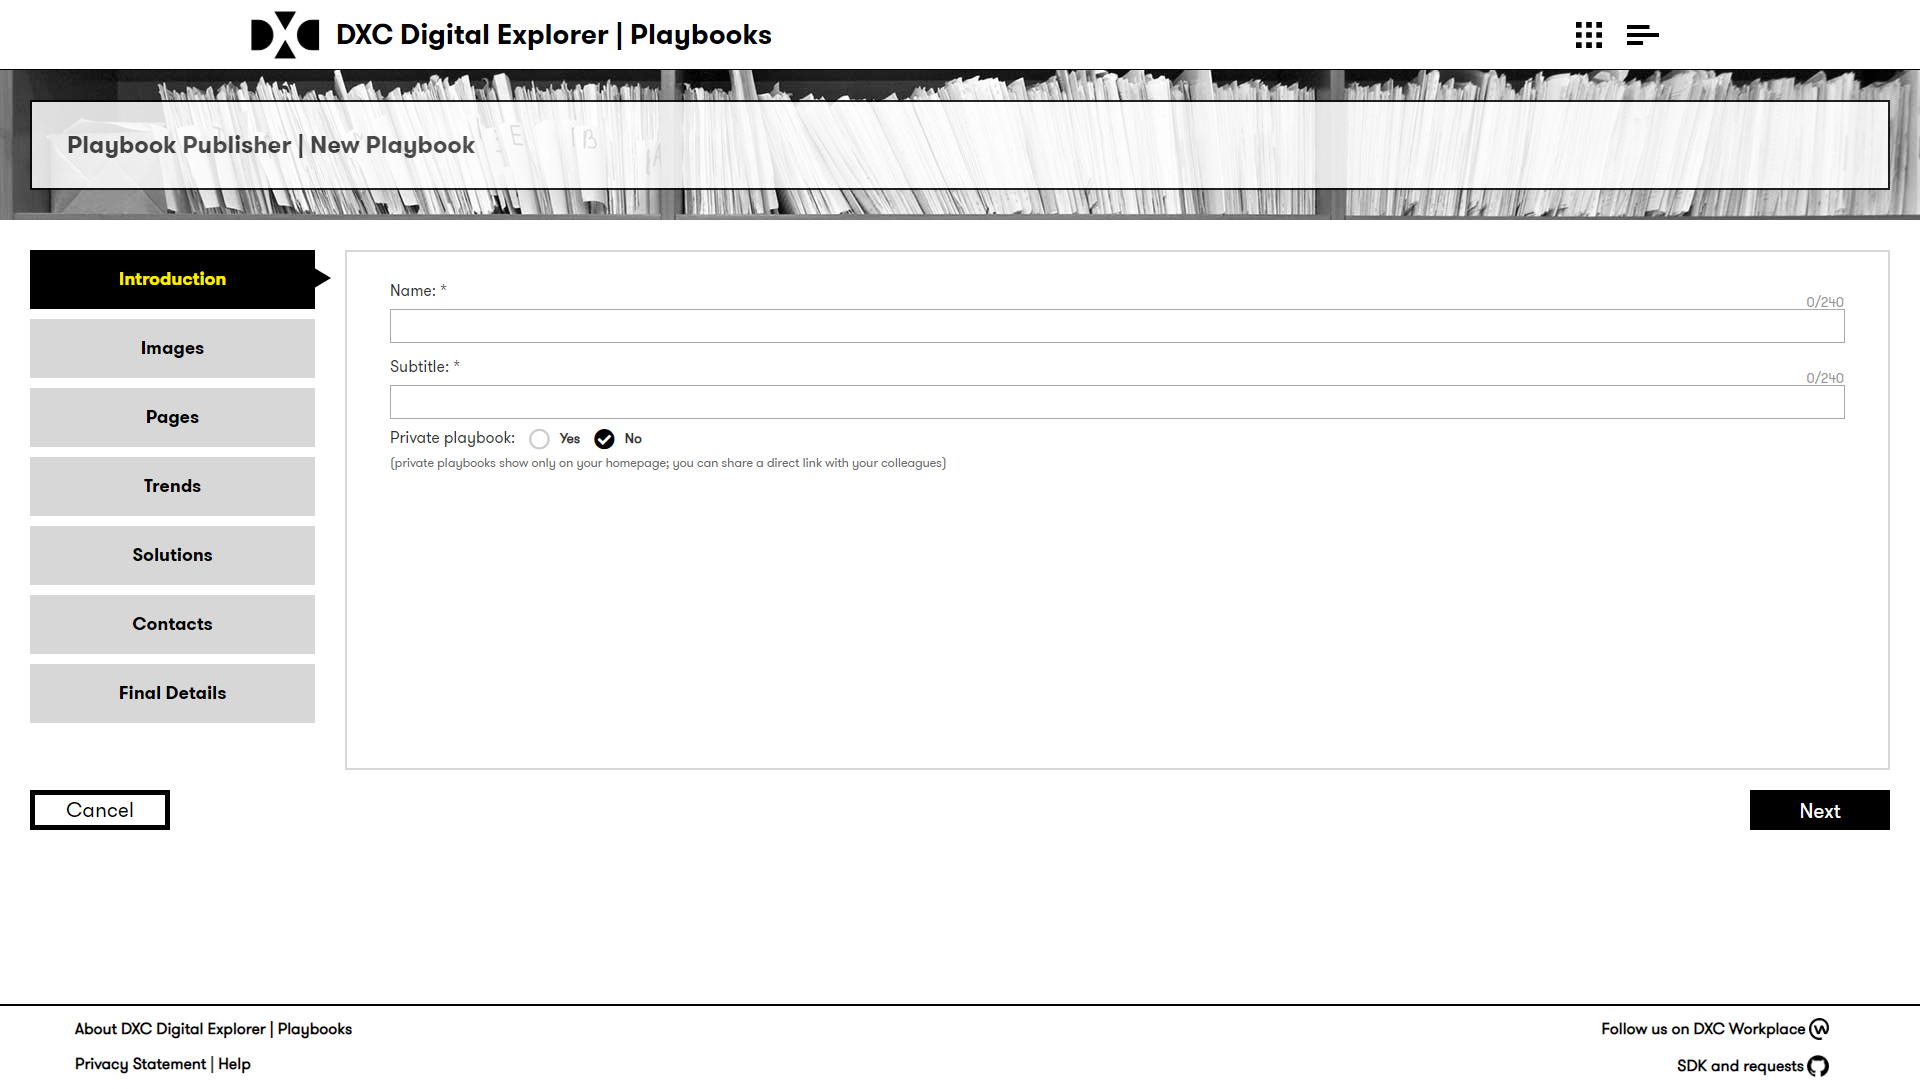 DXC Digital Explorer | Playbooks
Playbook Publisher | New Playbook
Introduction
Images
Pages
Trends
Solutions
Contacts
Final Details
Name: *
0/240
Subtitle: *
0/240
Private playbook: Yes No
(private playbooks show only on your homepage; you can share a direct link with your colleagues)
Cancel
Next
About DXC Digital Explorer | Playbooks
Privacy Statement | Help
Follow us on DXC Workplace
SDK and requests